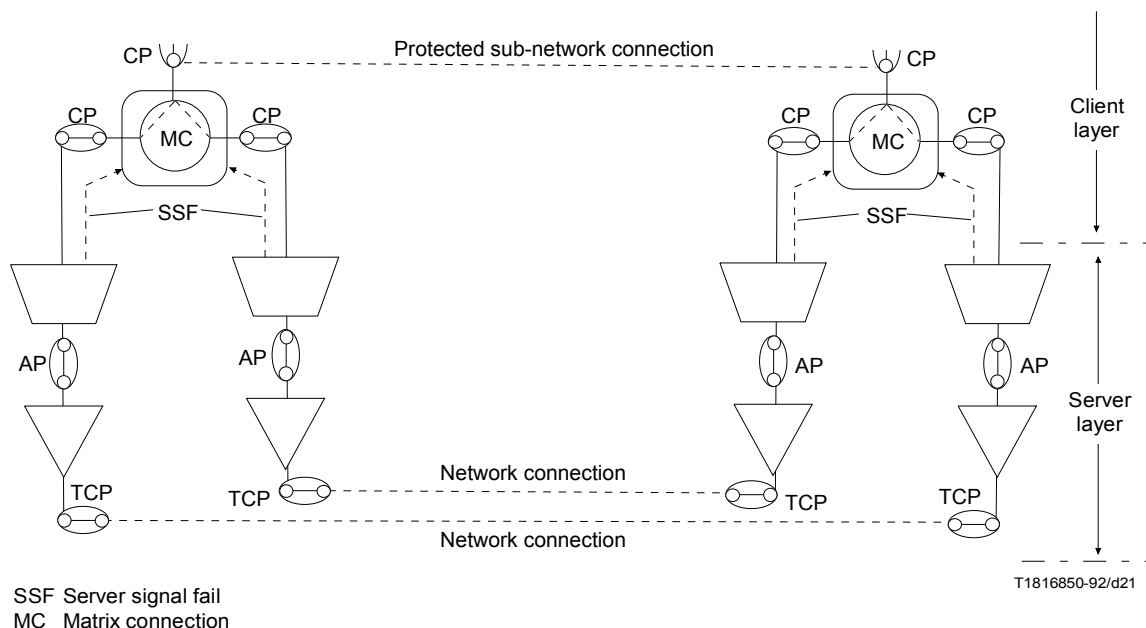 Protected sub-network connection
CP
CP
CP
CP
CP
CP
MC
MC
Client
layer
SSF
SSF
AP
AP
AP
AP
Server
layer
Network connection
TCP
TCP
TCP
TCP
Network connection
T1816850-92/d21
SSF Server signal fail
MC Matrix connection